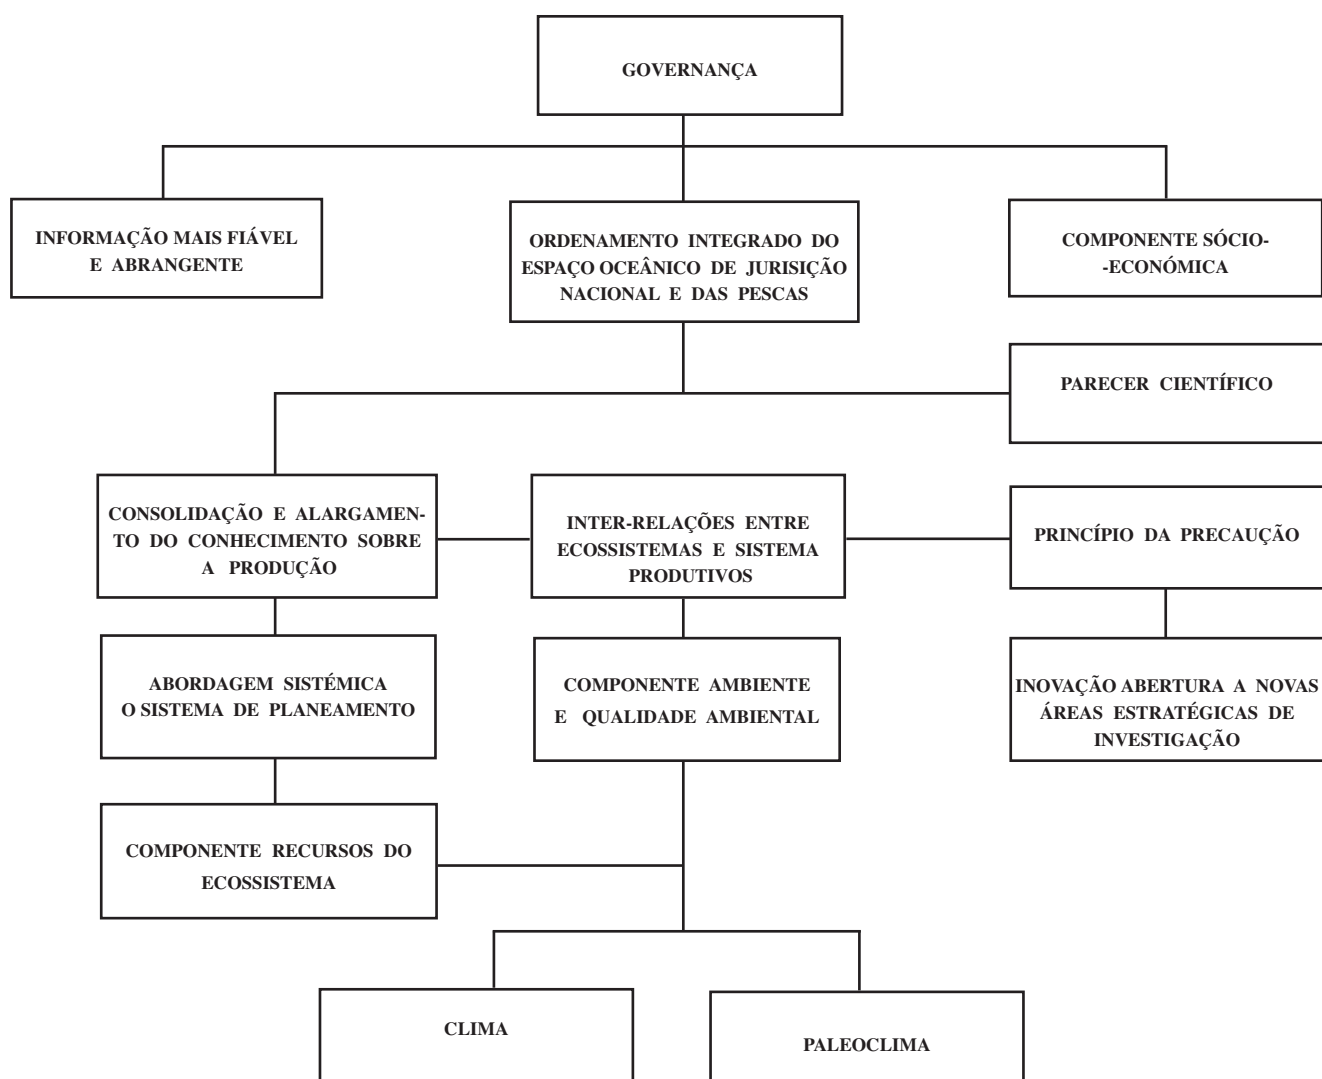 GOVERNANÇA
INFORMAÇÃO MAIS FIÁVEL
E ABRANGENTE
ORDENAMENTO INTEGRADO DO
ESPAÇO OCEÂNICO DE JURISIÇÃO
NACIONAL E DAS PESCAS
COMPONENTE SÓCIO-
-ECONÓMICA
PARECER CIENTÍFICO
CONSOLIDAÇÃO E ALARGAMEN-
TO DO CONHECIMENTO SOBRE
A PRODUÇÃO
INTER-RELAÇÕES ENTRE
ECOSSISTEMAS E SISTEMA
PRODUTIVOS
PRINCÍPIO DA PRECAUÇÃO
ABORDAGEM SISTÉMICA
O SISTEMA DE PLANEAMENTO
COMPONENTE AMBIENTE
E QUALIDADE AMBIENTAL
INOVAÇÃO ABERTURA A NOVAS
ÁREAS ESTRATÉGICAS DE
INVESTIGAÇÃO
COMPONENTE RECURSOS DO
ECOSSISTEMA
CLIMA
PALEOCLIMA